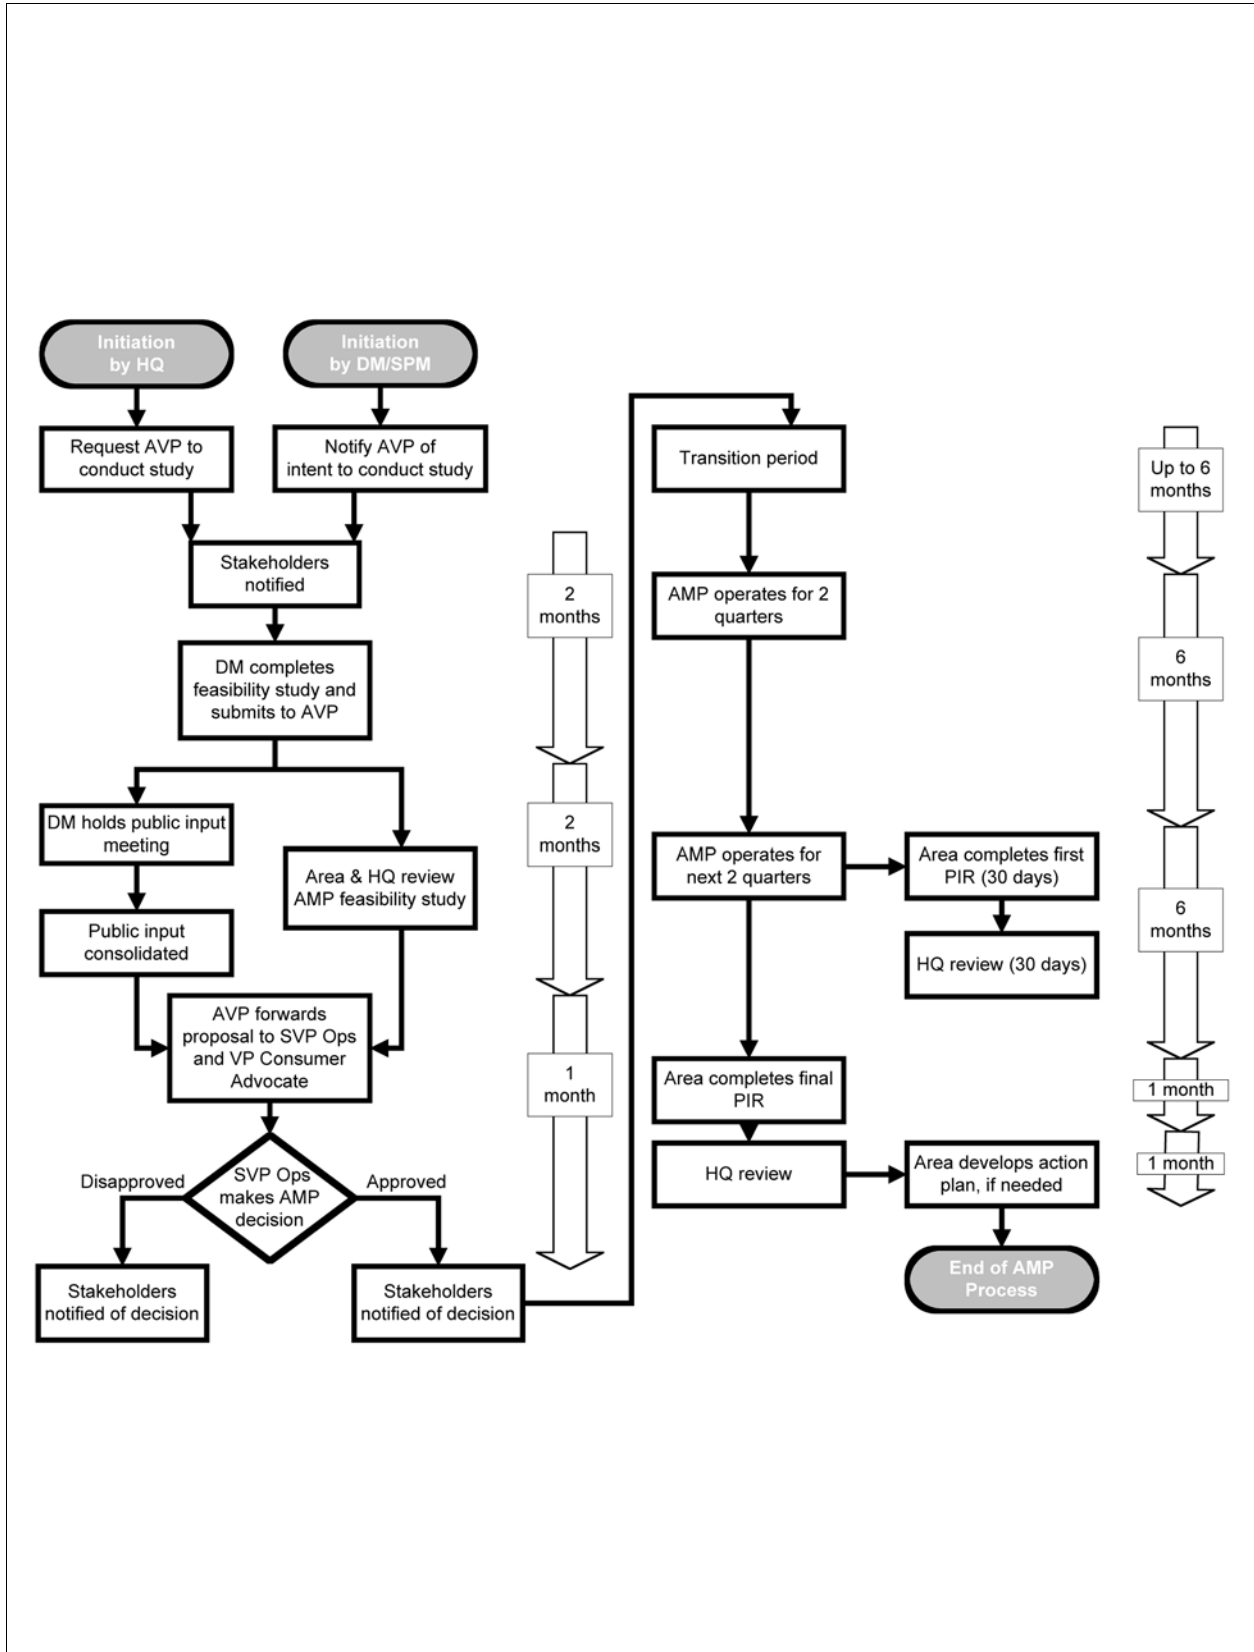 Initiation
by HQ
Initiation
by DM/SPM
Request AVP to
conduct study
Notify AVP of
intent to conduct study
Stakeholders
notified
DM completes
feasibility study and
submits to AVP
DM holds public input
meeting
Public input
consolidated
Area & HQ review
AMP feasibility study
AVP forwards
proposal to SVP Ops
and VP Consumer
Advocate
SVP Ops
makes AMP
decision
Disapproved
Approved
Stakeholders
notified of decision
Stakeholders
notified of decision
2
months
2
months
1
month
Transition period
AMP operates for 2
quarters
AMP operates for
next 2 quarters
Area completes first
PIR (30 days)
HQ review (30 days)
Area completes final
PIR
HQ review
Area develops action
plan, if needed
End of AMP
Process
Up to 6
months
6
months
6
months
1 month
1 month